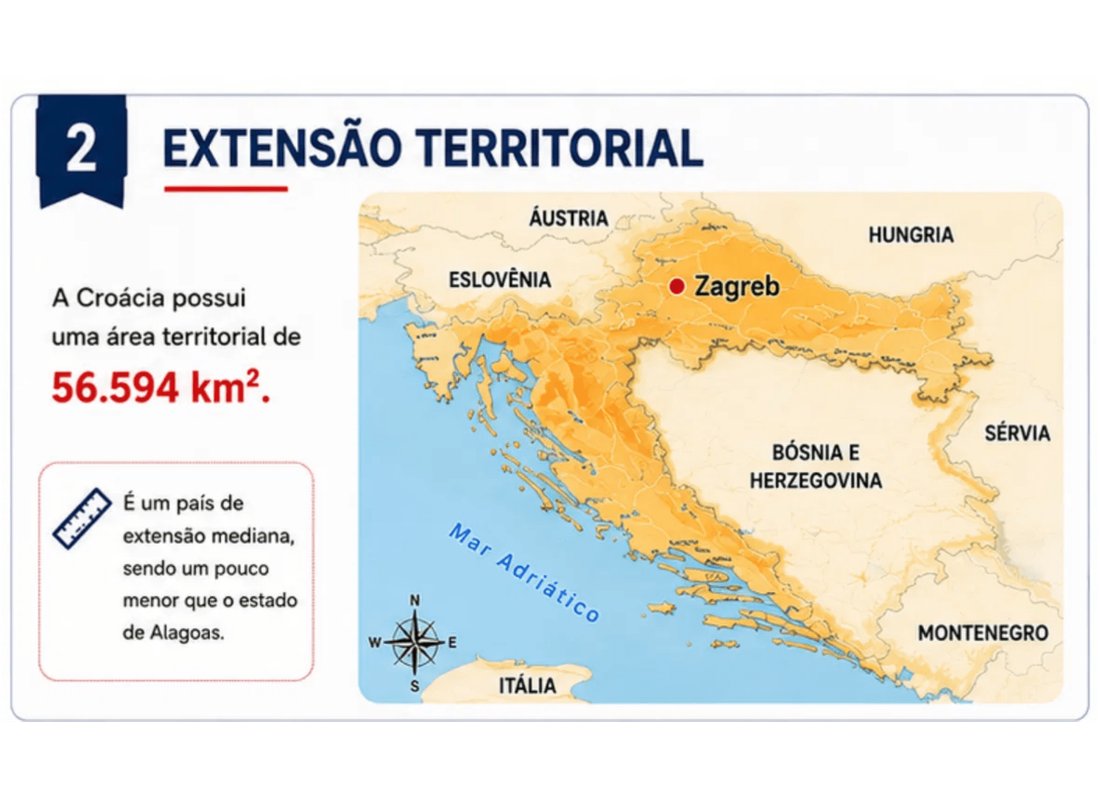 2
EXTENSÃO TERRITORIAL
A Croácia possui
uma área territorial de
56.594 km².
É um país de
extensão mediana,
sendo um pouco
menor que o estado
de Alagoas.
ÁUSTRIA
HUNGRIA
ESLOVÊNIA
Zagreb
SÉRVIA
BÓSNIA E
HERZEGOVINA
Mar Adriático
MONTENEGRO
ITÁLIA
N
W
E
S